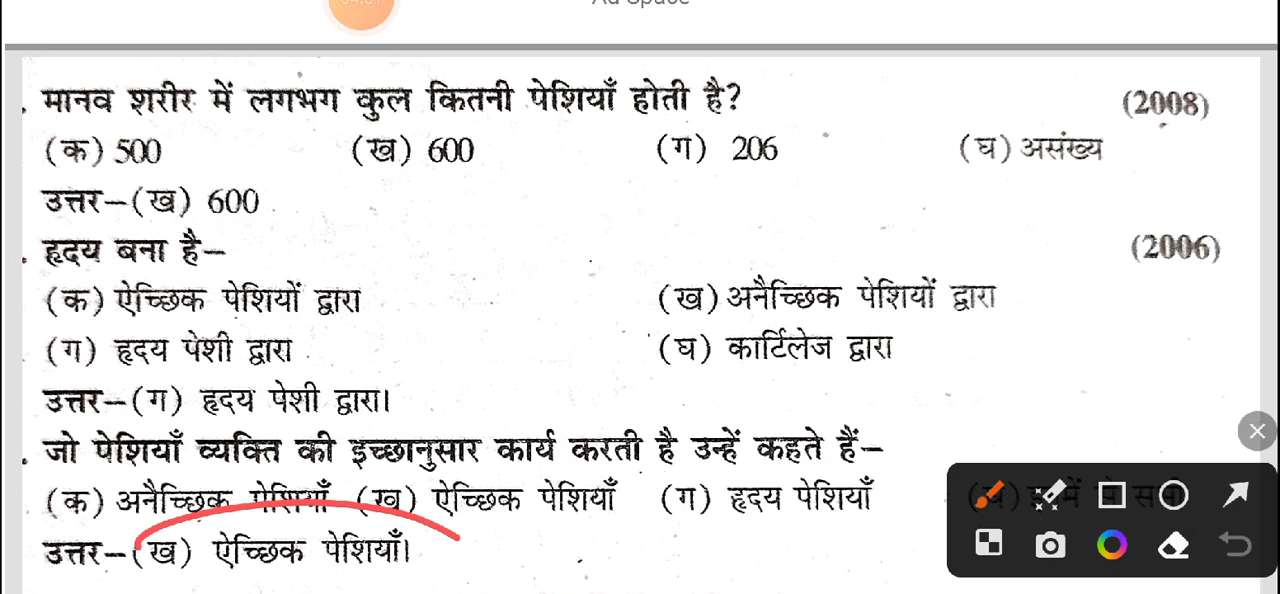 . मानव शरीर में लगभग कुल कितनी पेशियाँ होती है? (2008)
(क) 500 (ख) 600 (ग) 206 (घ) असंख्य
उत्तर–(ख) 600
. हृदय बना है– (2006)
(क) ऐच्छिक पेशियों द्वारा (ख) अनैच्छिक पेशियों द्वारा
(ग) हृदय पेशी द्वारा (घ) कार्टिलेज द्वारा
उत्तर–(ग) हृदय पेशी द्वारा।
. जो पेशियाँ व्यक्ति की इच्छानुसार कार्य करती है उन्हें कहते हैं–
(क) अनैच्छिक पेशियाँ (ख) ऐच्छिक पेशियाँ (ग) हृदय पेशियाँ
उत्तर–(ख) ऐच्छिक पेशियाँ।